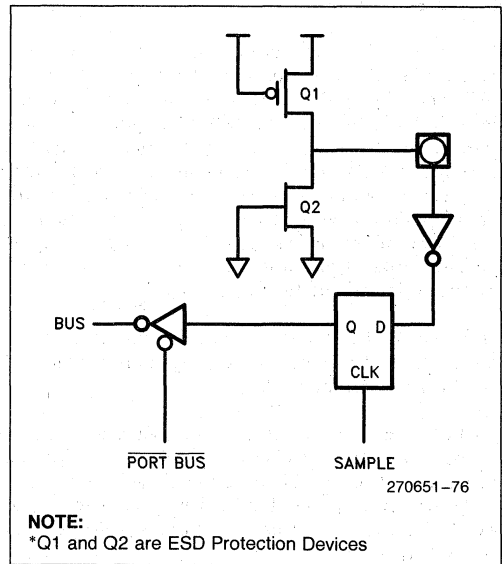 Q1
Q2
BUS
Q D
CLK
PORT BUS
SAMPLE
270651-76
NOTE:
*Q1 and Q2 are ESD Protection Devices